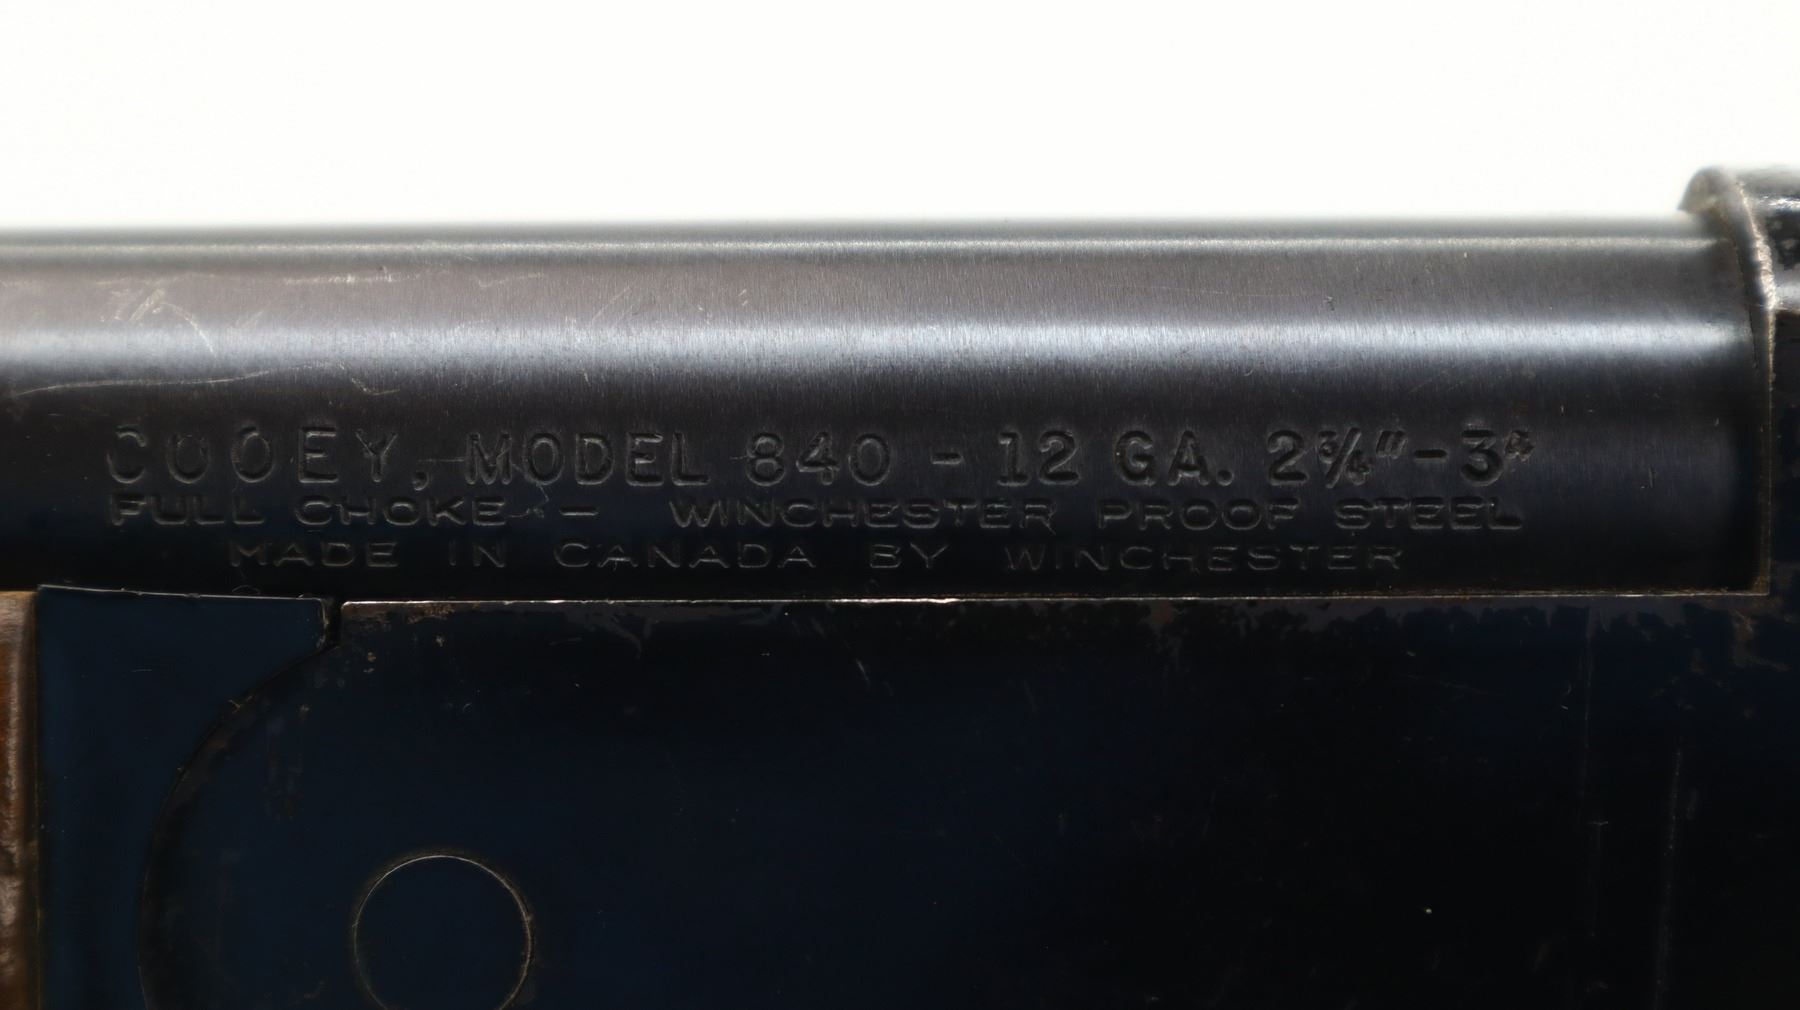 COOEY, MODEL 840 - 12 GA. 2¾"-3"
FULL CHOKE - WINCHESTER PROOF STEEL
MADE IN CANADA BY WINCHESTER